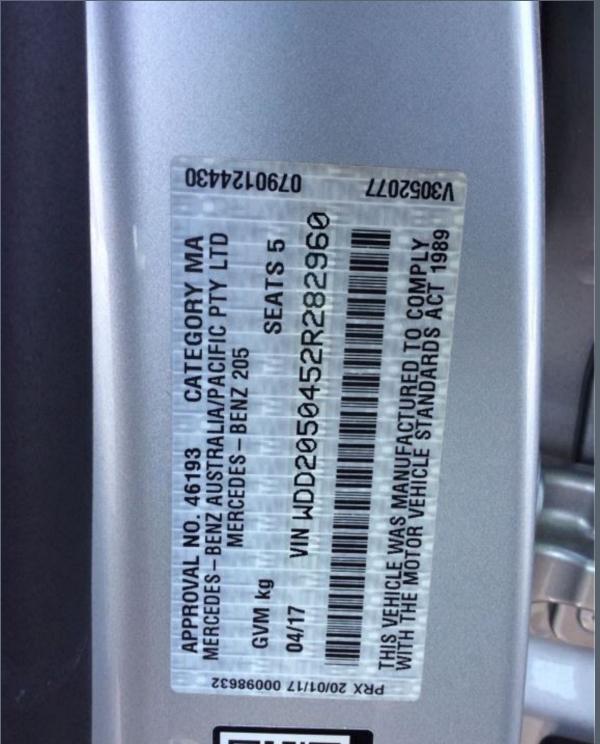 APPROVAL NO. 46193 CATEGORY MA
MERCEDES-BENZ AUSTRALIA/PACIFIC PTY LTD
MERCEDES-BENZ 205
GVM kg SEATS 5
04/17 VIN WDD2050452R282960
THIS VEHICLE WAS MANUFACTURED TO COMPLY
WITH THE MOTOR VEHICLE STANDARDS ACT 1989
0790124430
V3052077
PRX 20/01/17 00098632